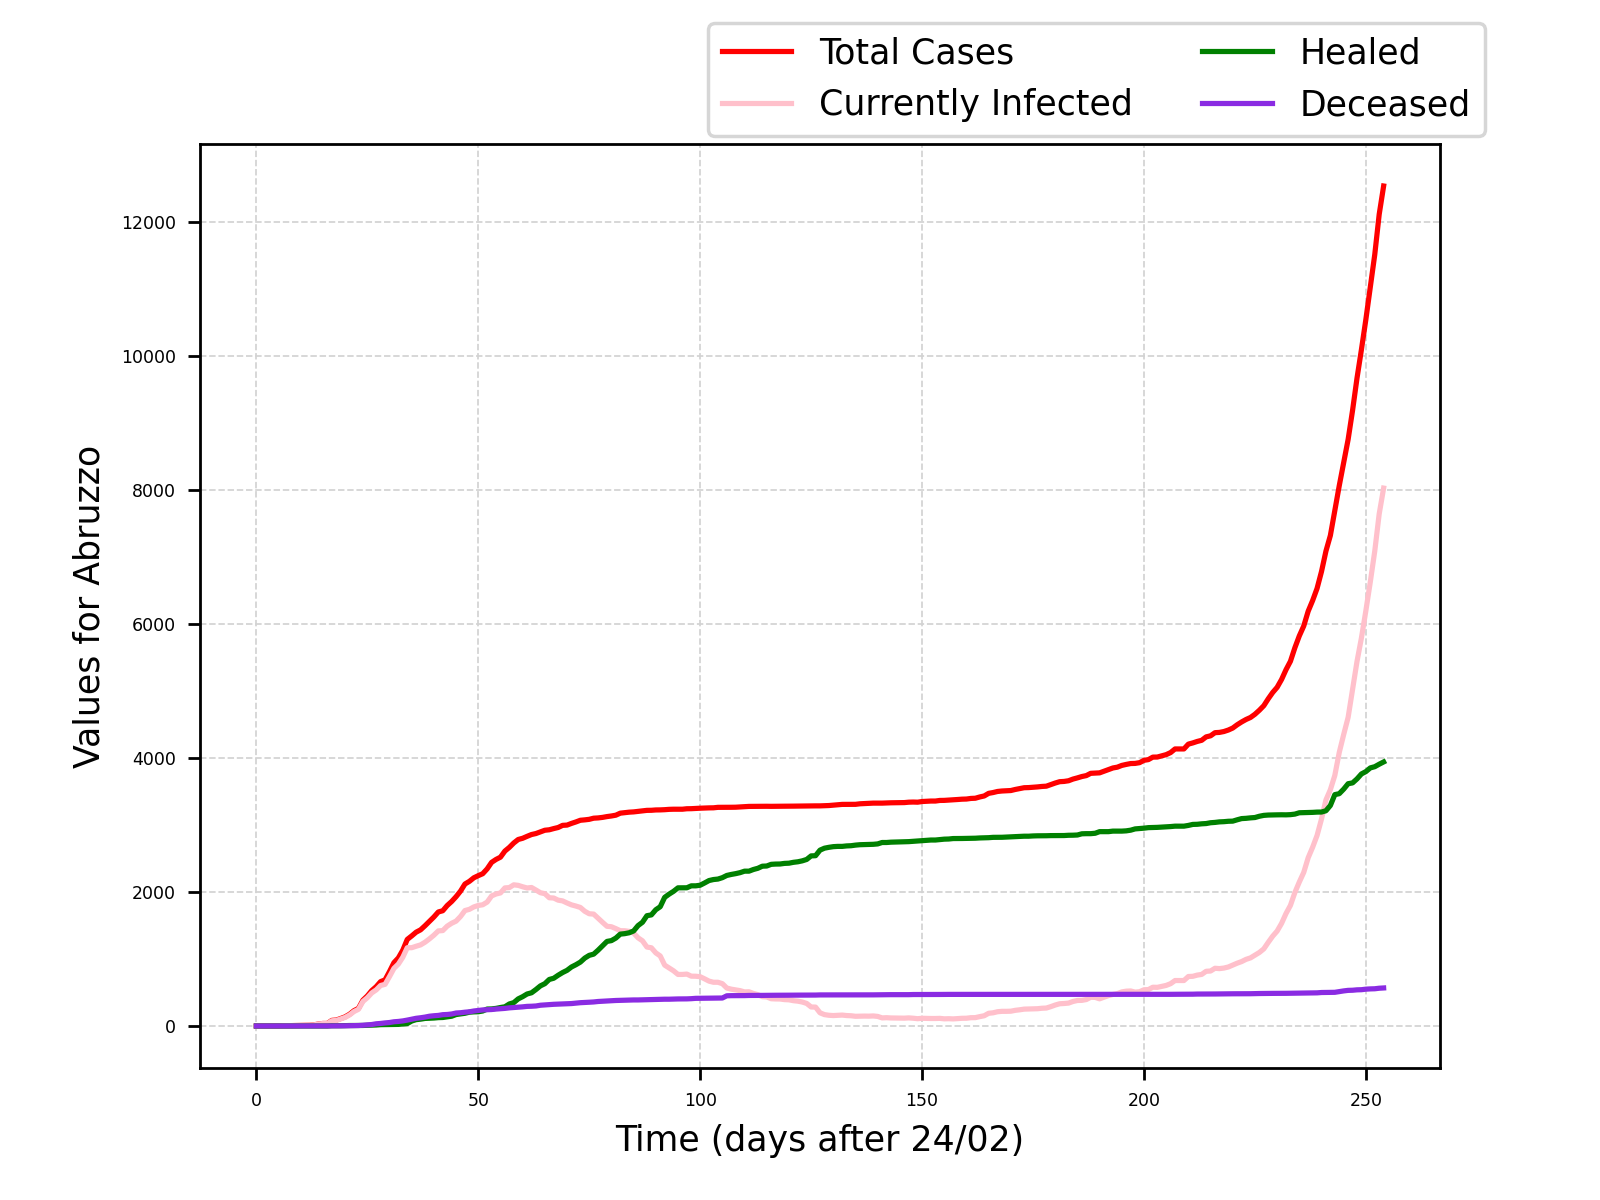 Total Cases
Currently Infected
Healed
Deceased
Values for Abruzzo
12000
10000
8000
6000
4000
2000
0
0
50
100
150
200
250
Time (days after 24/02)